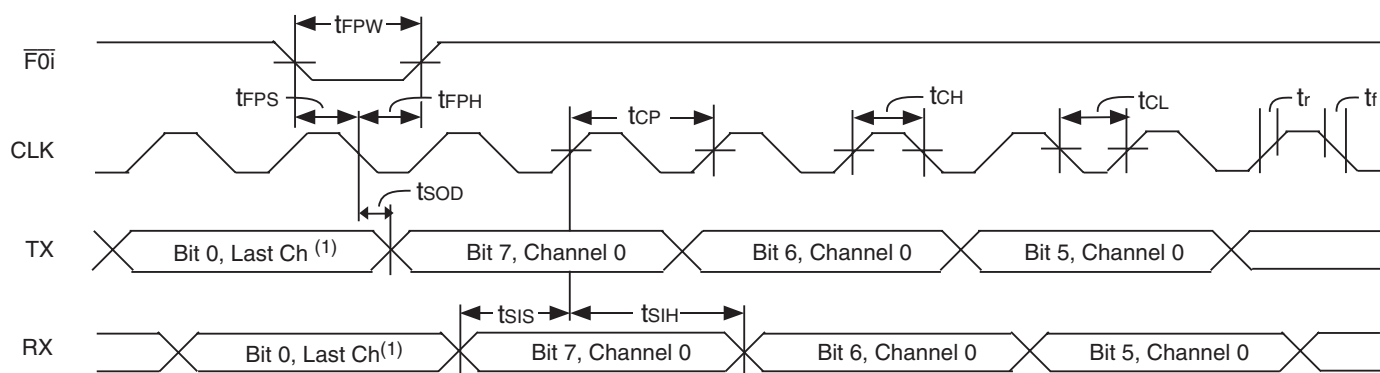 tFPW
F0i
tFPS
tFPH
tCP
tCH
tCL
tr
tf
CLK
tSOD
TX
Bit 0, Last Ch (1)
Bit 7, Channel 0
Bit 6, Channel 0
Bit 5, Channel 0
tSIS
tSIH
RX
Bit 0, Last Ch(1)
Bit 7, Channel 0
Bit 6, Channel 0
Bit 5, Channel 0